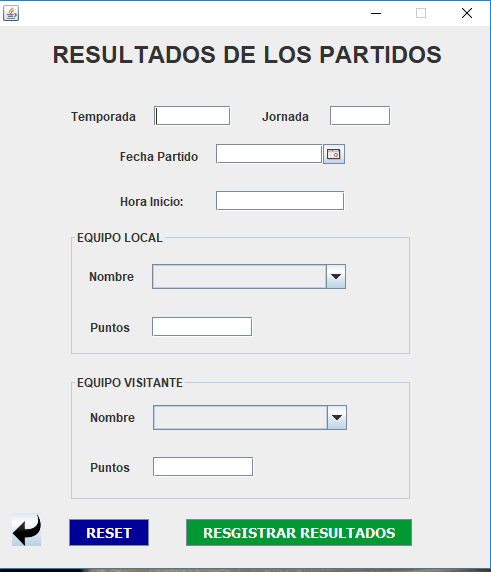 RESULTADOS DE LOS PARTIDOS
Temporada Jornada
Fecha Partido
Hora Inicio:
EQUIPO LOCAL
Nombre
Puntos
EQUIPO VISITANTE
Nombre
Puntos
RESET RESGISTRAR RESULTADOS